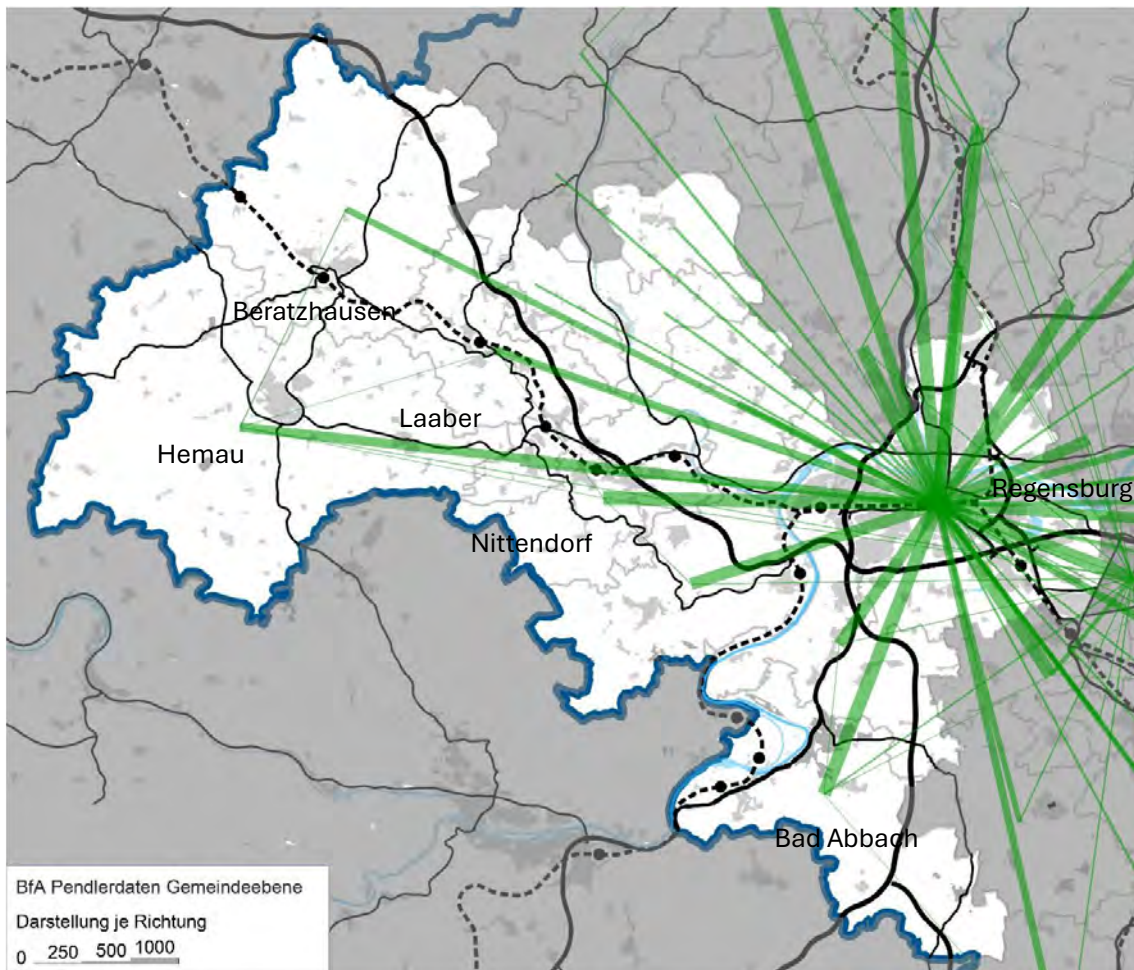 Beratzhausen
Laaber
Hemau
Regensburg
Nittendorf
Bad Abbach
BfA Pendlerdaten Gemeindeebene
Darstellung je Richtung
0 250 500 1000